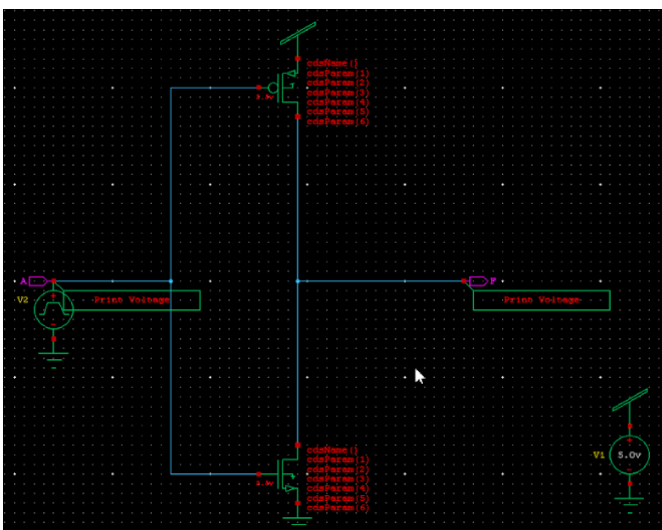 cdsName()
cdsParam(1)
cdsParam(2)
cdsParam(3)
cdsParam(4)
cdsParam(5)
cdsParam(6)
A
F
V2
Print Voltage
Print Voltage
cdsName()
cdsParam(1)
cdsParam(2)
cdsParam(3)
cdsParam(4)
cdsParam(5)
cdsParam(6)
V1
5.0v